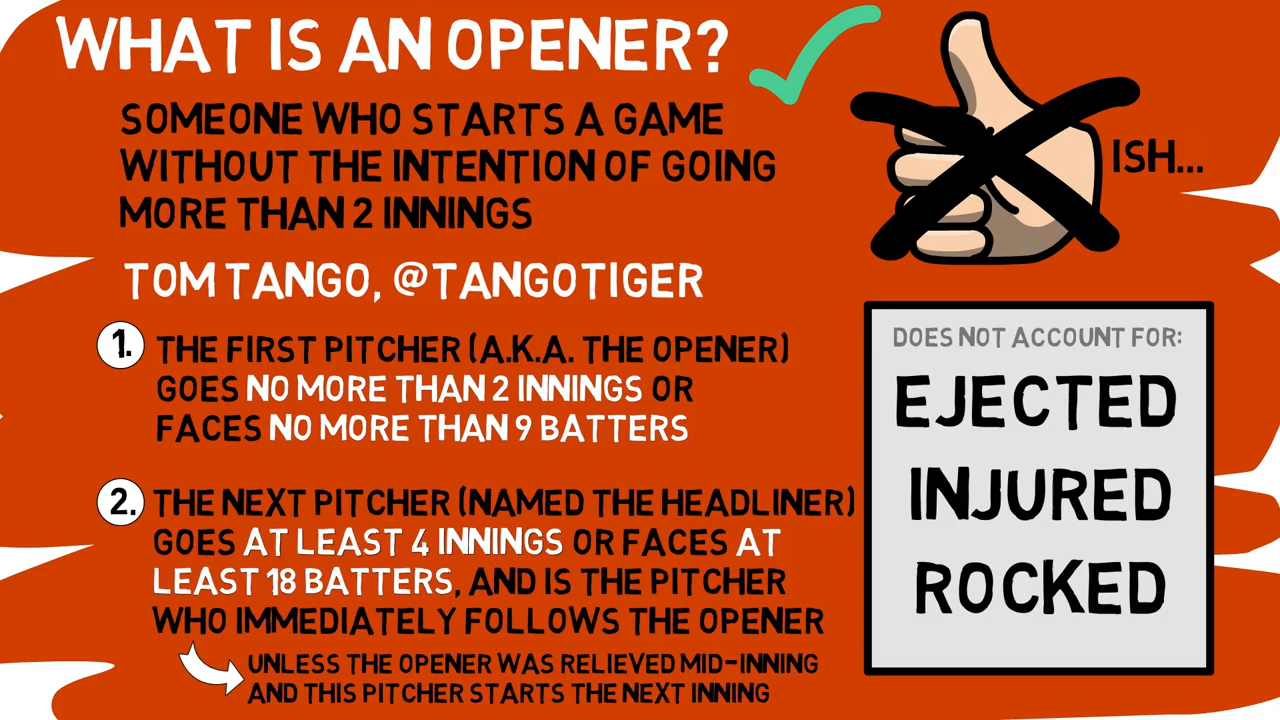 WHAT IS AN OPENER?
SOMEONE WHO STARTS A GAME
WITHOUT THE INTENTION OF GOING
MORE THAN 2 INNINGS
TOM TANGO, @TANGOTIGER
1. THE FIRST PITCHER (A.K.A. THE OPENER)
GOES NO MORE THAN 2 INNINGS OR
FACES NO MORE THAN 9 BATTERS
2. THE NEXT PITCHER (NAMED THE HEADLINER)
GOES AT LEAST 4 INNINGS OR FACES AT
LEAST 18 BATTERS, AND IS THE PITCHER
WHO IMMEDIATELY FOLLOWS THE OPENER
UNLESS THE OPENER WAS RELIEVED MID-INNING
AND THIS PITCHER STARTS THE NEXT INNING
ISH...
DOES NOT ACCOUNT FOR:
EJECTED
INJURED
ROCKED